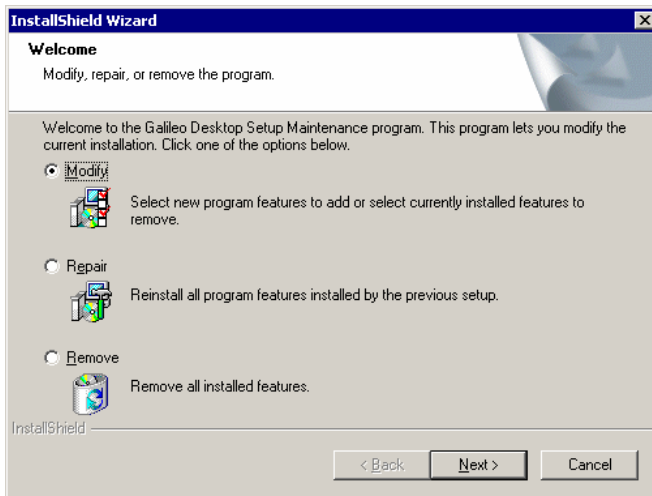 InstallShield Wizard
Welcome
Modify, repair, or remove the program.
Welcome to the Galileo Desktop Setup Maintenance program. This program lets you modify the
current installation. Click one of the options below.
Modify
Select new program features to add or select currently installed features to
remove.
Repair
Reinstall all program features installed by the previous setup.
Remove
Remove all installed features.
InstallShield
< Back Next > Cancel